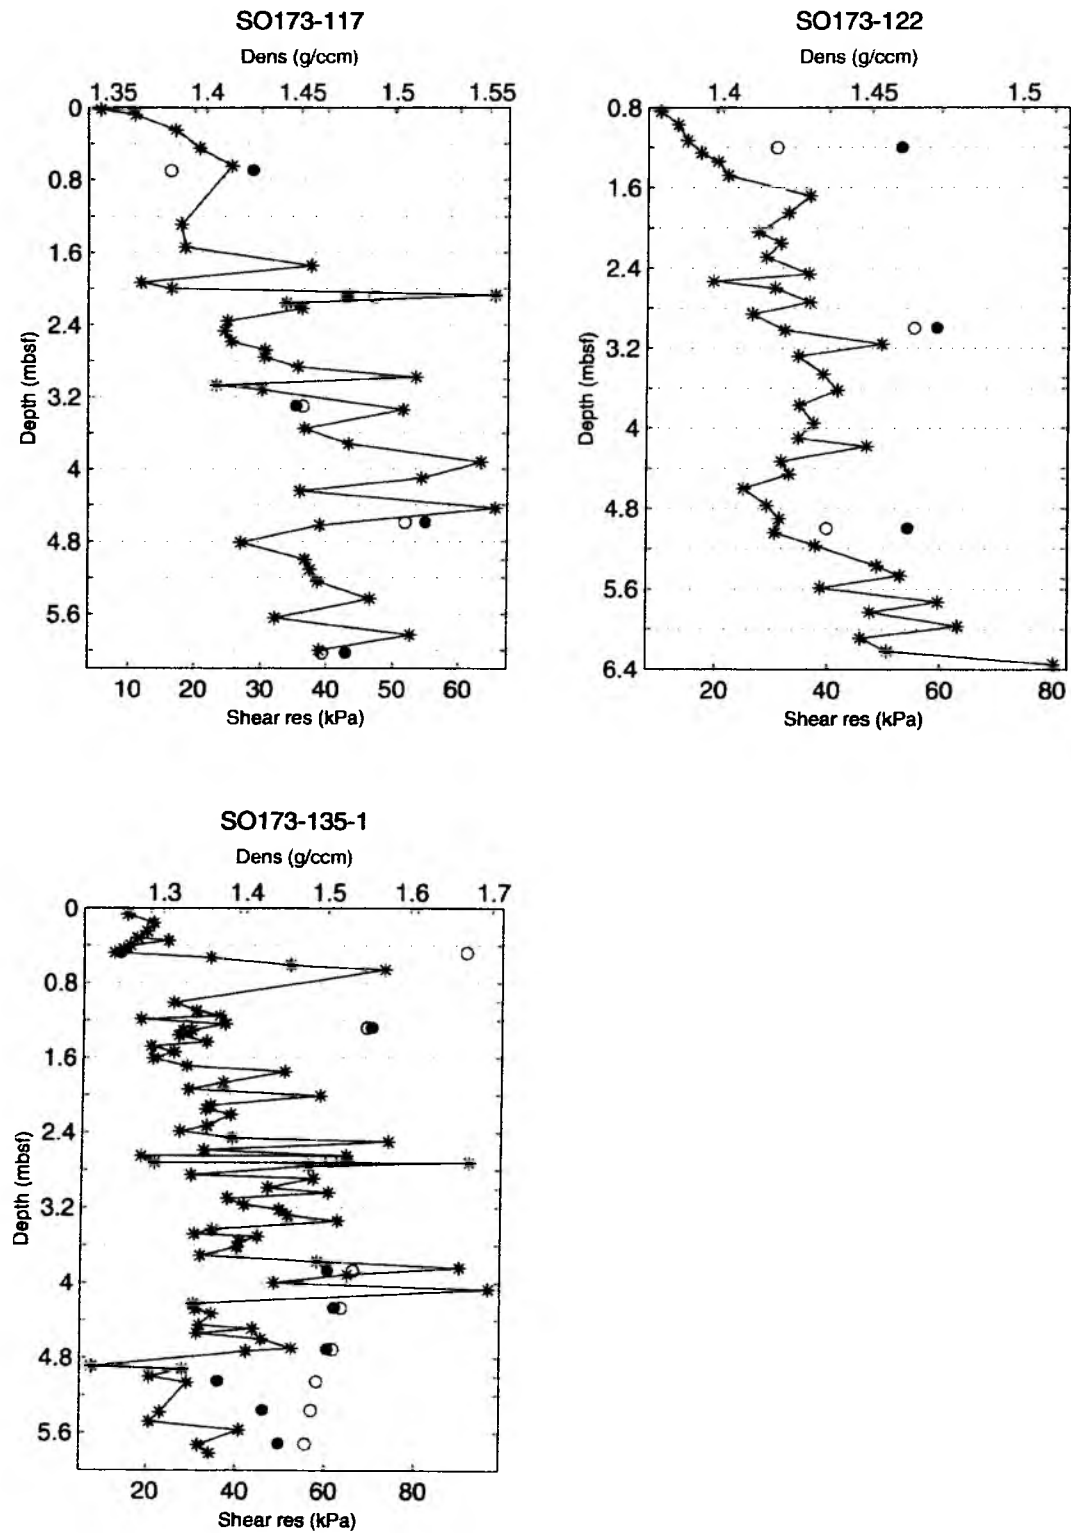 SO173-117
Dens (g/ccm)
1.35 1.4 1.45 1.5 1.55
0
0.8
1.6
2.4
3.2
4
4.8
5.6
Depth (mbsf)
10 20 30 40 50 60
Shear res (kPa)
SO173-122
Dens (g/ccm)
1.4 1.45 1.5
0.8
1.6
2.4
3.2
4
4.8
5.6
6.4
Depth (mbsf)
20 40 60 80
Shear res (kPa)
SO173-135-1
Dens (g/ccm)
1.3 1.4 1.5 1.6 1.7
0
0.8
1.6
2.4
3.2
4
4.8
5.6
Depth (mbsf)
20 40 60 80
Shear res (kPa)